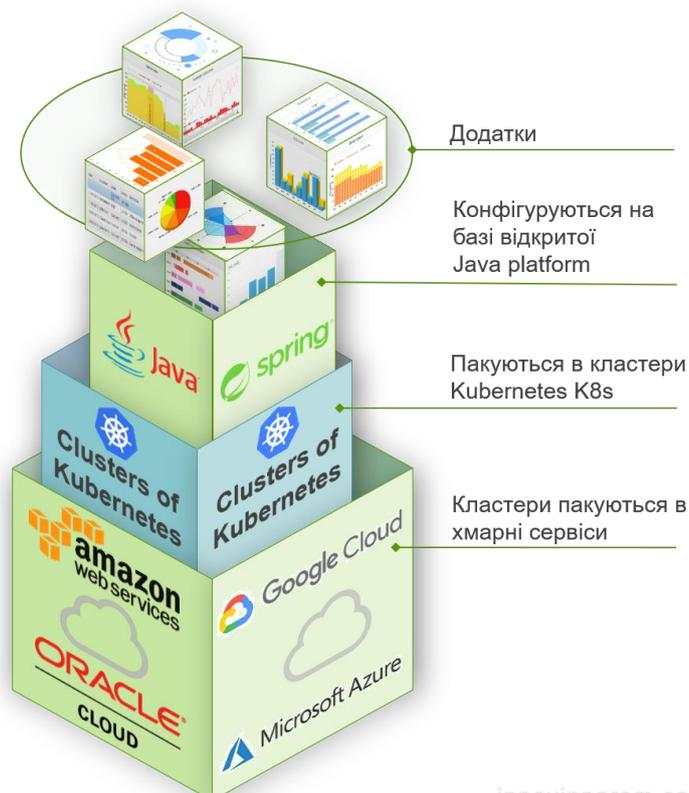 Додатки
Конфігуруються на
базі відкритої
Java platform
Java
spring
Пакуються в кластери
Kubernetes K8s
Clusters of
Kubernetes
Clusters of
Kubernetes
Кластери пакуються в
хмарні сервіси
amazon
web services
Google Cloud
ORACLE
CLOUD
Microsoft Azure